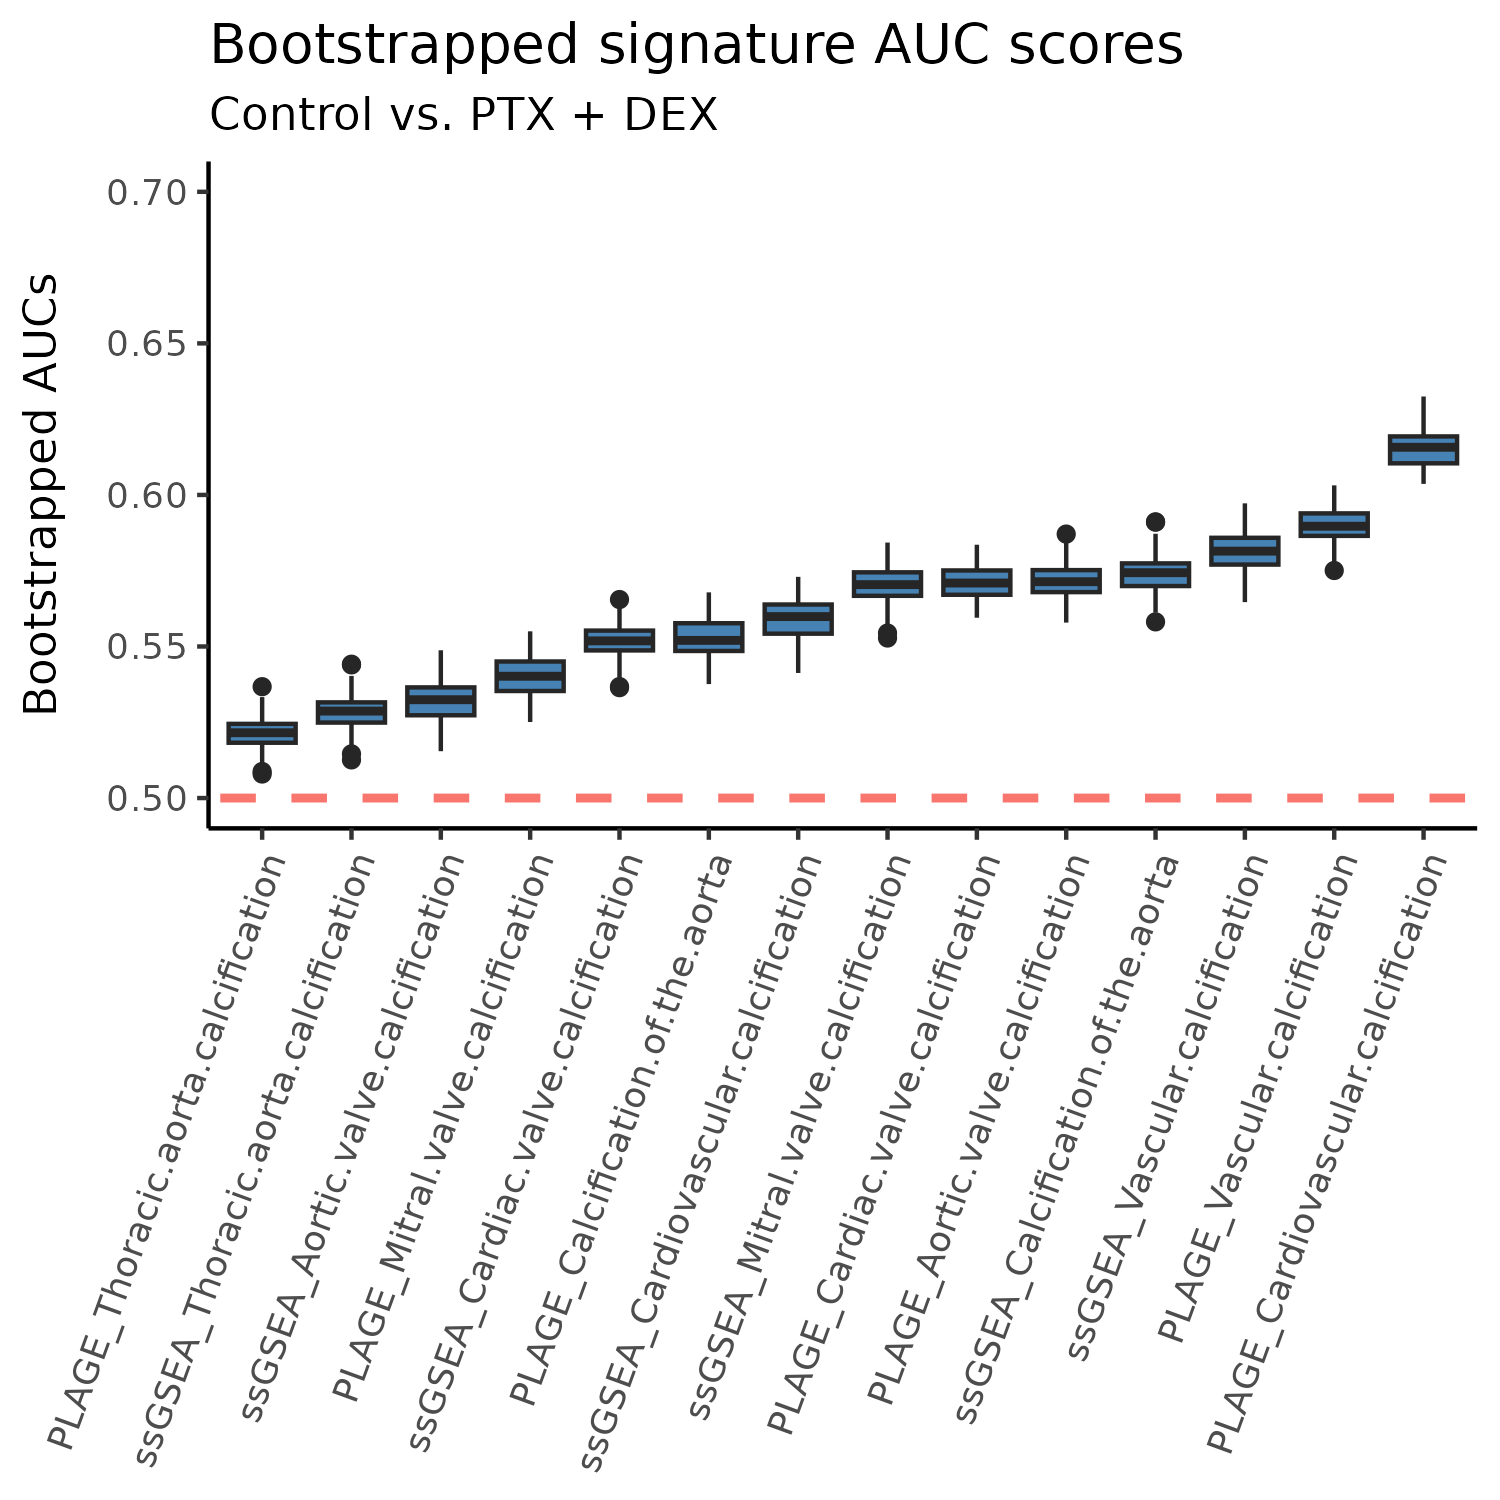 Bootstrapped signature AUC scores
Control vs. PTX + DEX
Bootstrapped AUCs
0.70
0.65
0.60
0.55
0.50
PLAGE_Thoracic.aorta.calcification
ssGSEA_Thoracic.aorta.calcification
ssGSEA_Aortic.valve.calcification
PLAGE_Mitral.valve.calcification
ssGSEA_Cardiac.valve.calcification
PLAGE_Calcification.of.the.aorta
ssGSEA_Cardiovascular.calcification
ssGSEA_Mitral.valve.calcification
PLAGE_Cardiac.valve.calcification
PLAGE_Aortic.valve.calcification
ssGSEA_Calcification.of.the.aorta
ssGSEA_Vascular.calcification
PLAGE_Vascular.calcification
PLAGE_Cardiovascular.calcification